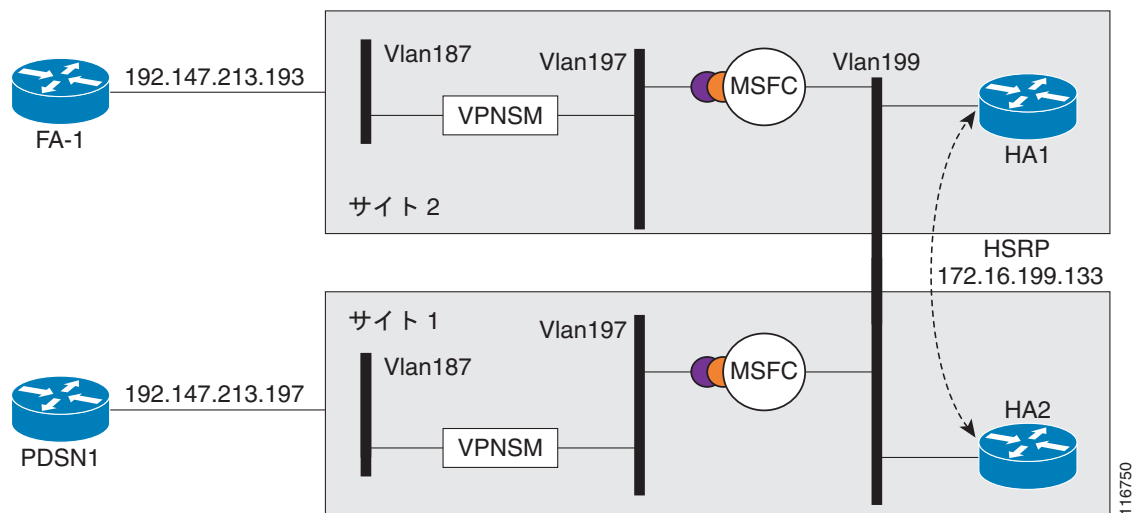 Vlan187
Vlan197
Vlan199
192.147.213.193
VPNSM
MSFC
FA-1
HA1
サイト 2
HSRP
172.16.199.133
サイト 1
Vlan197
Vlan187
192.147.213.197
MSFC
HA2
VPNSM
PDSN1
116750